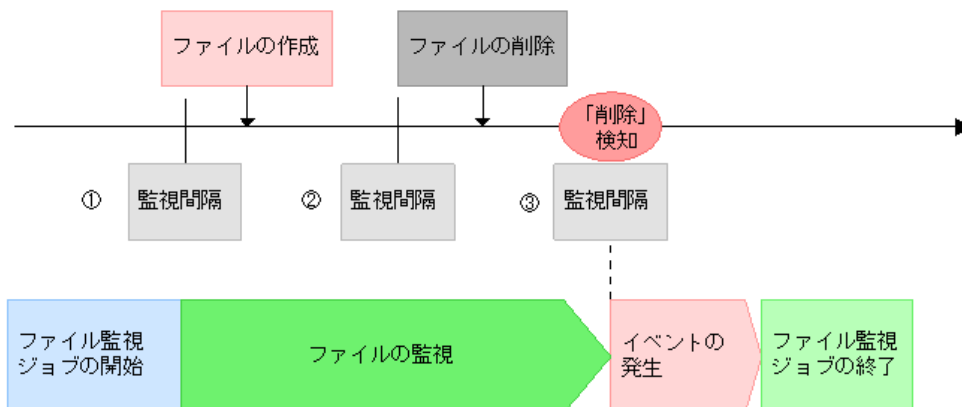 ファイルの作成
ファイルの削除
「削除」
検知
① 監視間隔
② 監視間隔
③ 監視間隔
ファイル監視
ジョブの開始
ファイルの監視
イベントの
発生
ファイル監視
ジョブの終了